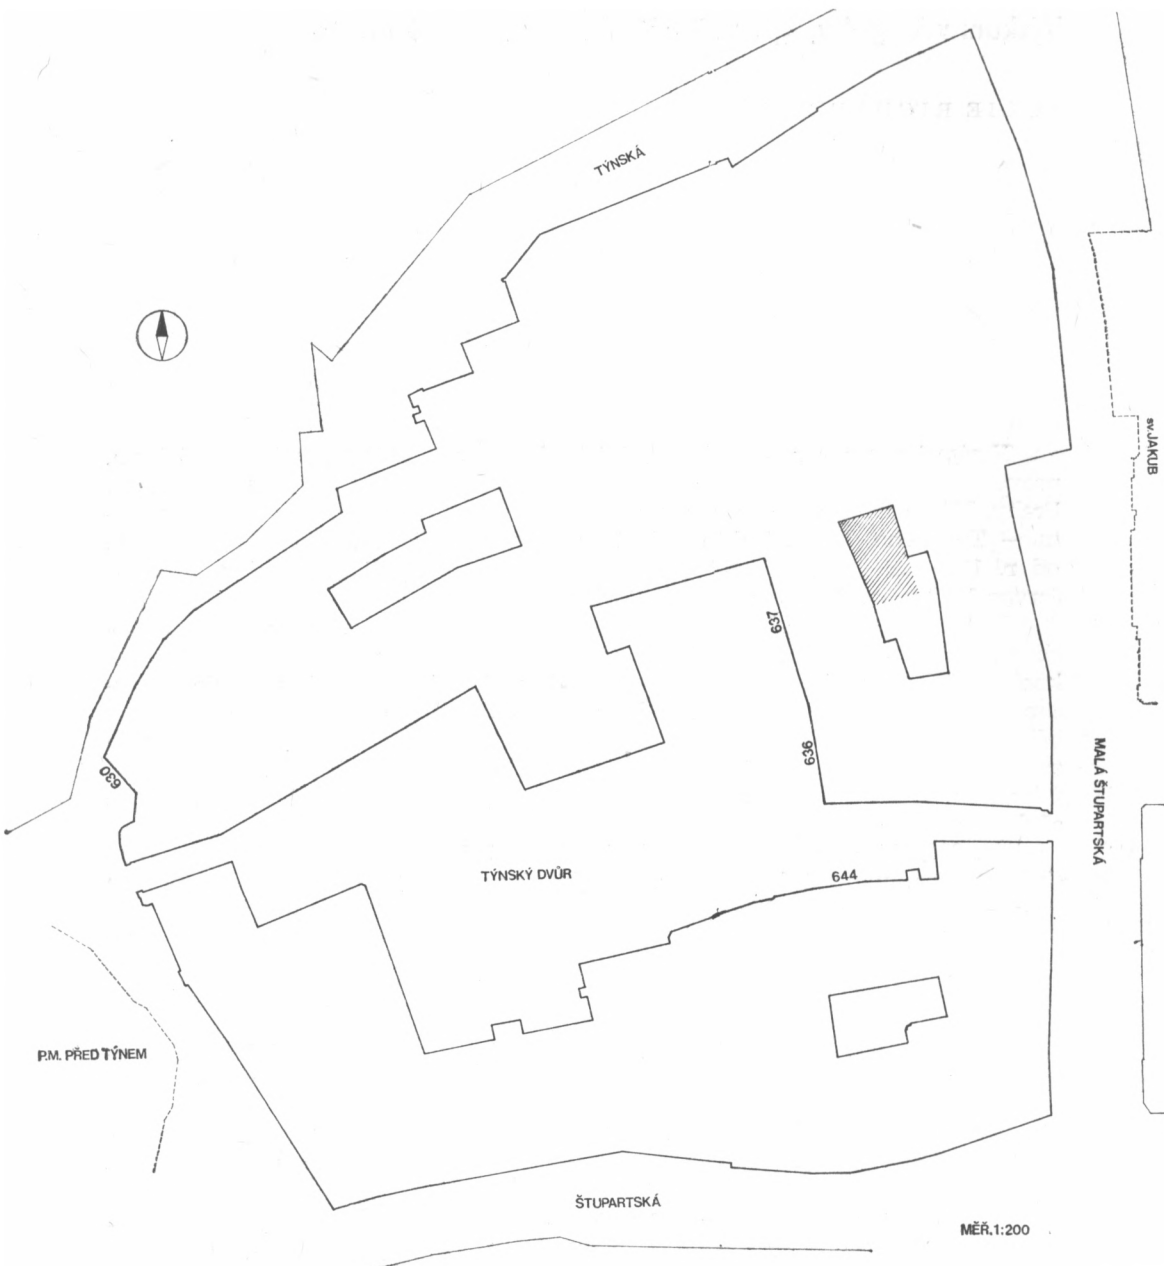 TÝNSKÁ
sv.JAKUB
637
636
630
MALÁ ŠTUPARTSKÁ
TÝNSKÝ DVŮR
644
P.M. PŘED TÝNEM
ŠTUPARTSKÁ
MĚŘ.1:200